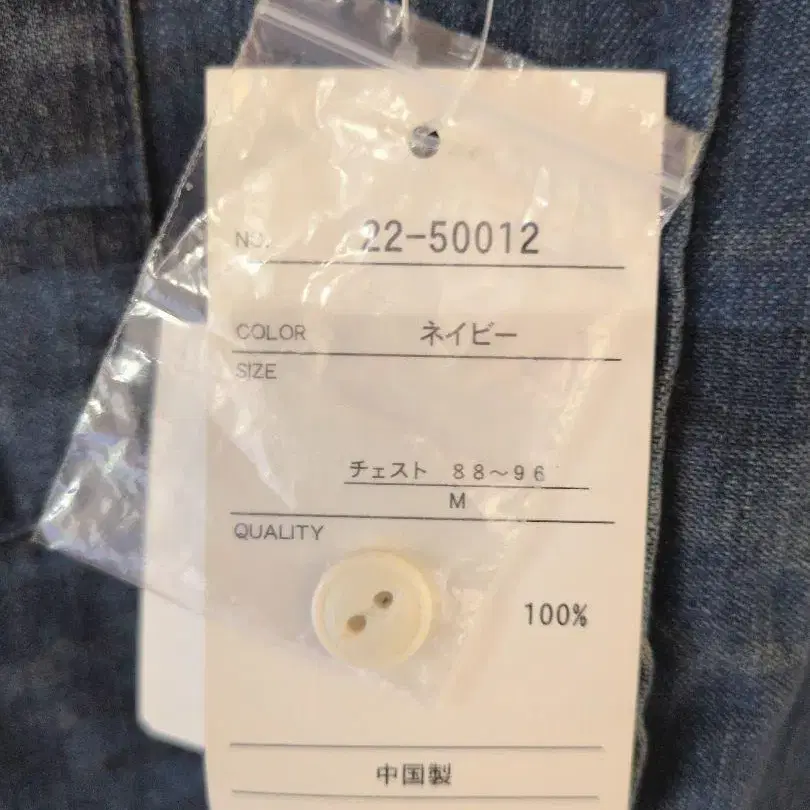 NO. 22-50012
COLOR ネイビー
SIZE
チェスト 88〜96
M
QUALITY
100%
中国製